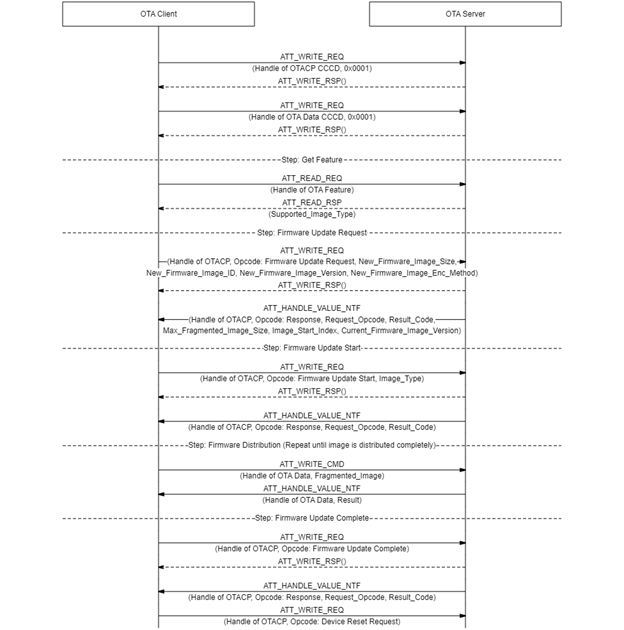 OTA Client
OTA Server
ATT_WRITE_REQ
(Handle of OTACP CCCD, 0x0001)
ATT_WRITE_RSP()
ATT_WRITE_REQ
(Handle of OTA Data CCCD, 0x0001)
ATT_WRITE_RSP()
Step: Get Feature
ATT_READ_REQ
(Handle of OTA Feature)
ATT_READ_RSP
(Supported_Image_Type)
Step: Firmware Update Request
ATT_WRITE_REQ
(Handle of OTACP, Opcode: Firmware Update Request, New_Firmware_Image_Size,
New_Firmware_Image_ID, New_Firmware_Image_Version, New_Firmware_Image_Enc_Method)
ATT_WRITE_RSP()
ATT_HANDLE_VALUE_NTF
(Handle of OTACP, Opcode: Response, Request_Opcode, Result_Code,
Max_Fragmented_Image_Size, Image_Start_Index, Current_Firmware_Image_Version)
Step: Firmware Update Start
ATT_WRITE_REQ
(Handle of OTACP, Opcode: Firmware Update Start, Image_Type)
ATT_WRITE_RSP()
ATT_HANDLE_VALUE_NTF
(Handle of OTACP, Opcode: Response, Request_Opcode, Result_Code)
Step: Firmware Distribution (Repeat until image is distributed completely)
ATT_WRITE_CMD
(Handle of OTA Data, Fragmented_Image)
ATT_HANDLE_VALUE_NTF
(Handle of OTA Data, Result)
Step: Firmware Update Complete
ATT_WRITE_REQ
(Handle of OTACP, Opcode: Firmware Update Complete)
ATT_WRITE_RSP()
ATT_HANDLE_VALUE_NTF
(Handle of OTACP, Opcode: Response, Request_Opcode, Result_Code)
ATT_WRITE_REQ
(Handle of OTACP, Opcode: Device Reset Request)